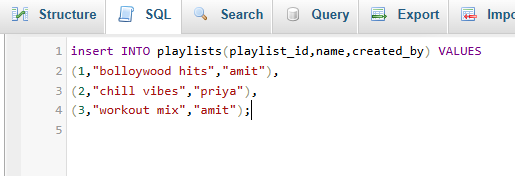 Structure SQL Search Query Export Impo
1 insert INTO playlists(playlist_id,name,created_by) VALUES
2 (1,"bolloywood hits","amit"),
3 (2,"chill vibes","priya"),
4 (3,"workout mix","amit");
5